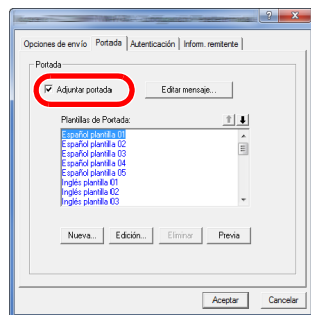 Opciones de envío Portada Autenticación Inform. remitente
Portada
Adjuntar portada Editar mensaje...
Plantillas de Portada:
Español plantilla 01
Español plantilla 02
Español plantilla 03
Español plantilla 04
Español plantilla 05
Inglés plantilla 01
Inglés plantilla 02
Inglés plantilla 03
Nueva... Edición... Eliminar Previa
Aceptar Cancelar